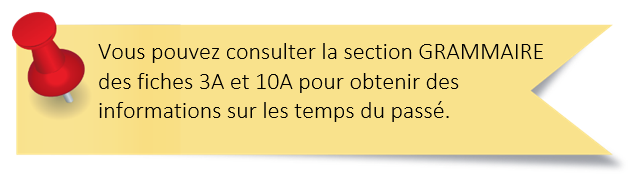 Vous pouvez consulter la section GRAMMAIRE
des fiches 3A et 10A pour obtenir des
informations sur les temps du passé.